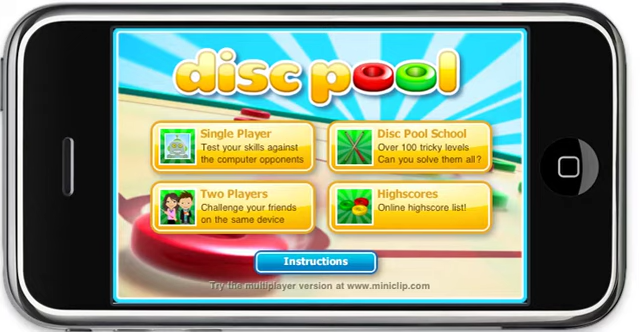 disc pool
Single Player
Test your skills against
the computer opponents
Disc Pool School
Over 100 tricky levels
Can you solve them all?
Two Players
Challenge your friends
on the same device
Highscores
Online highscore list!
Instructions
Try the multiplayer version at www.miniclip.com